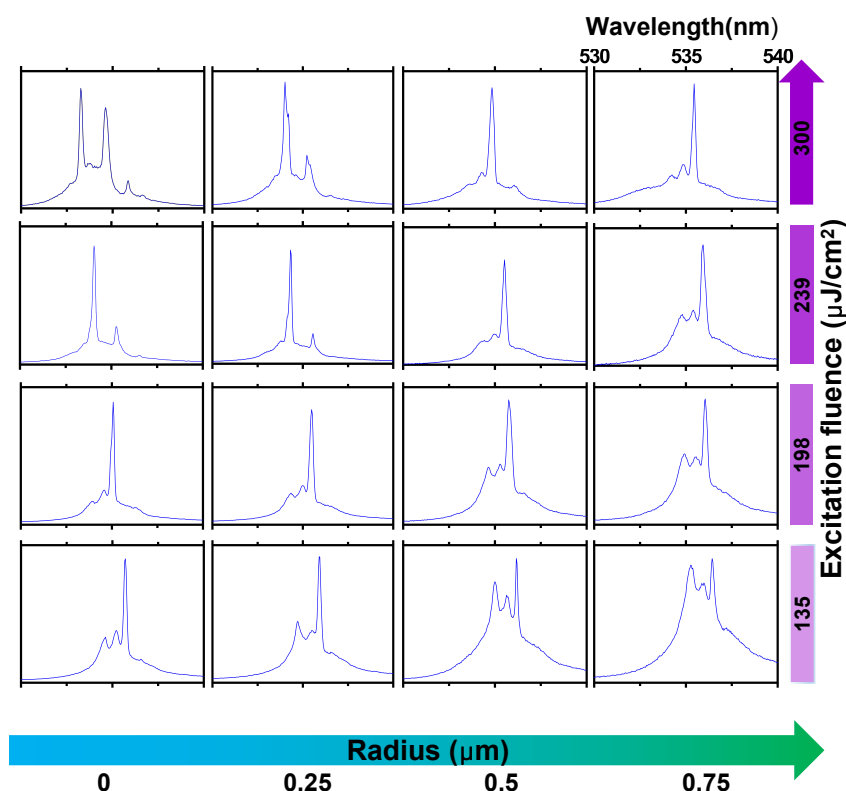 Wavelength(nm)
530 535 540
300
239
198
135
Excitation fluence (μJ/cm²)
Radius (μm)
0 0.25 0.5 0.75